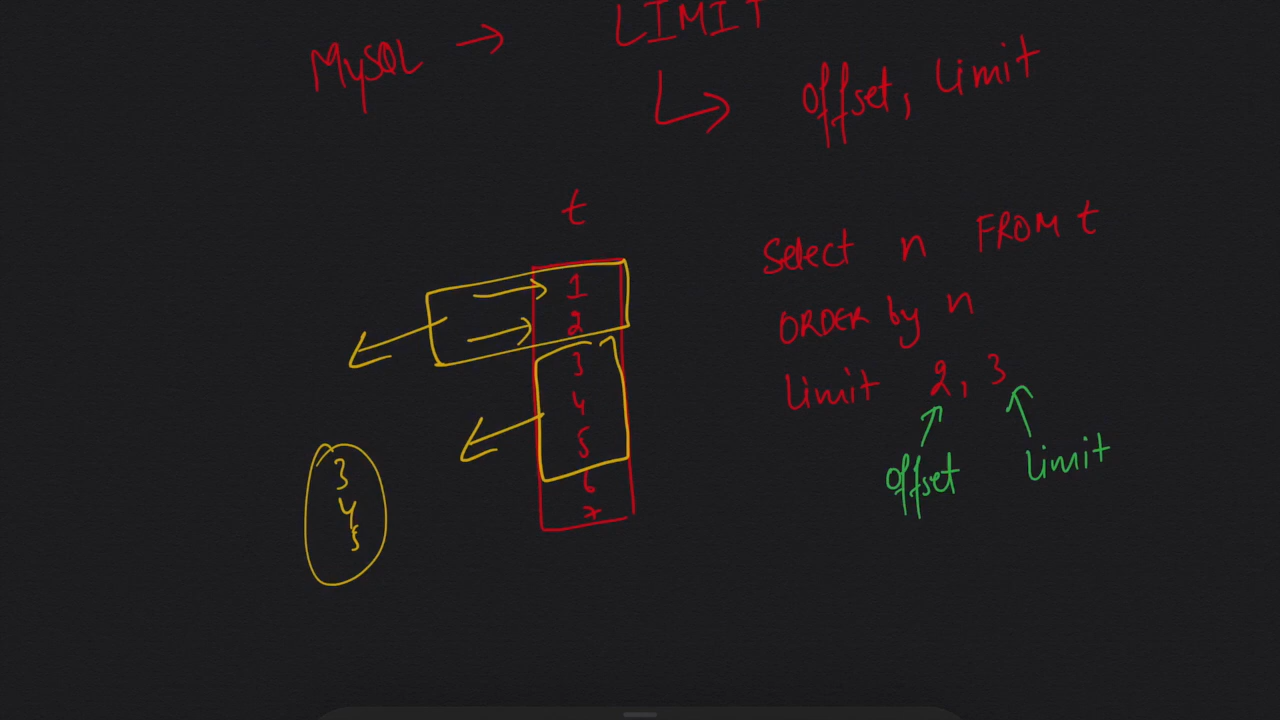 MySQL → LIMIT
↳ Offset, Limit
t
1
2
3
4
5
6
7
Select n FROM t
ORDER by n
Limit 2, 3
Offset Limit
3
4
5